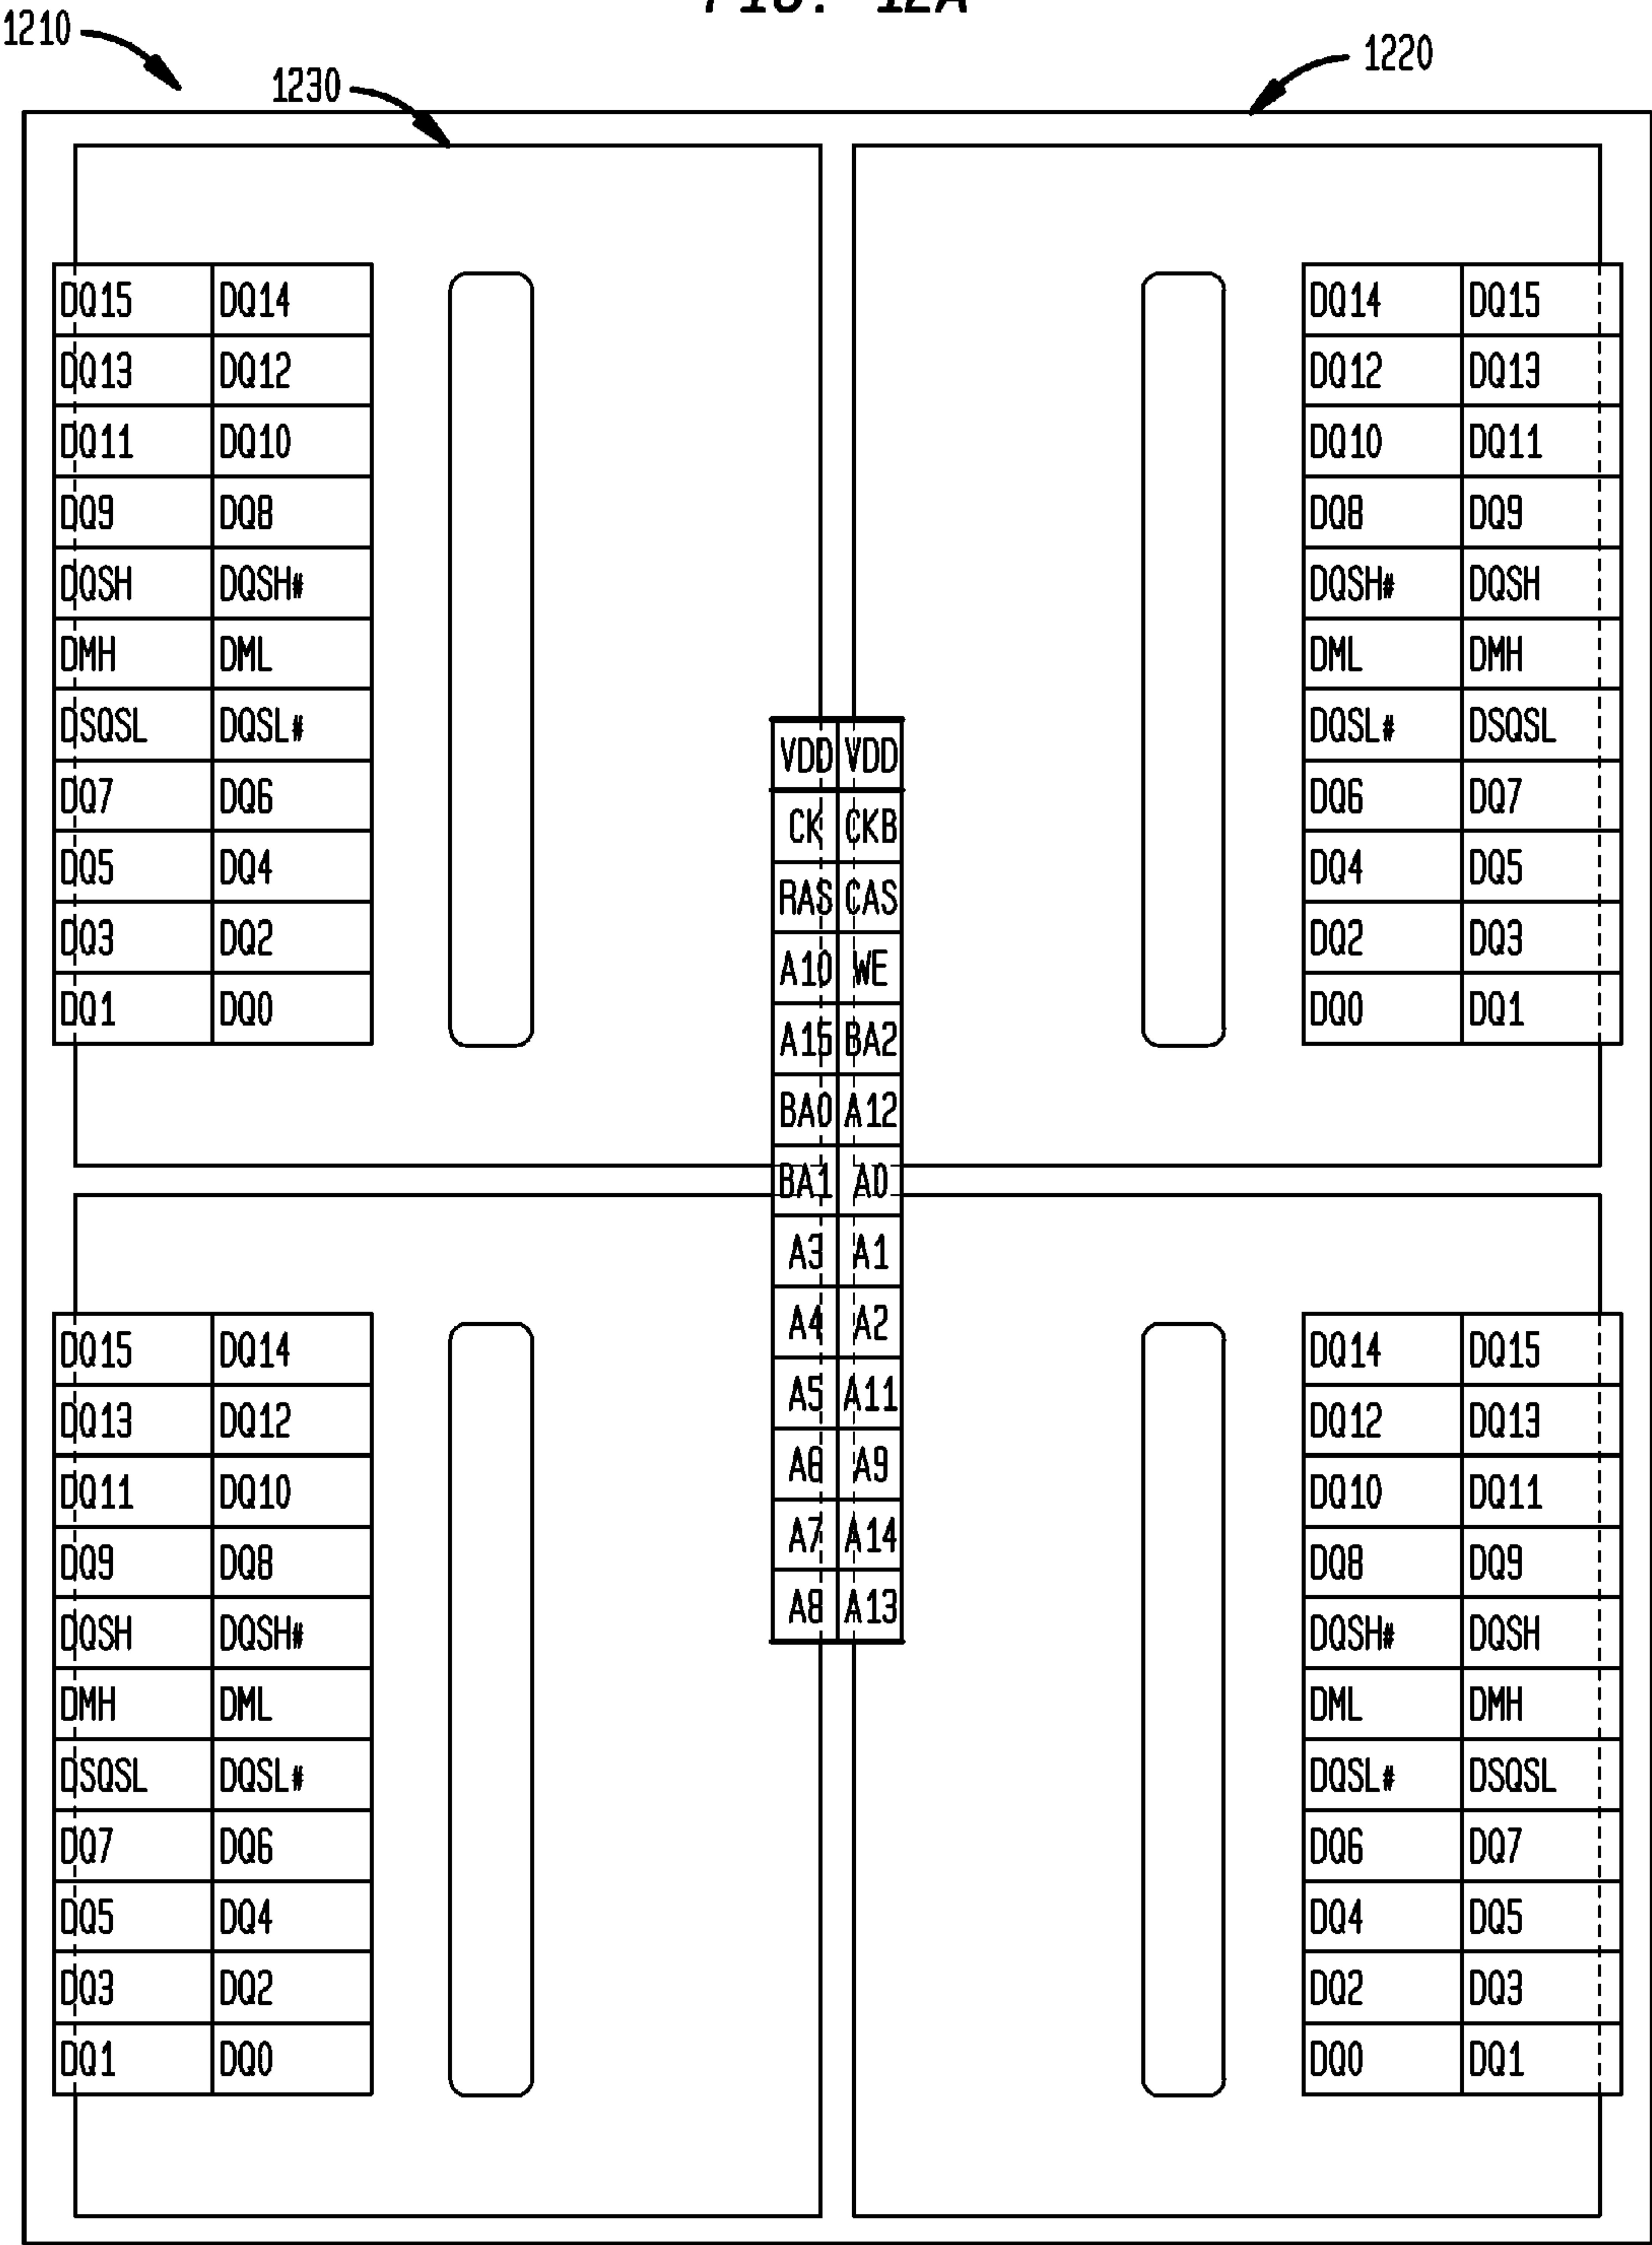 FIG. 12A
1210
1230
1220
DQ15 DQ14 DQ14 DQ15
DQ13 DQ12 DQ12 DQ13
DQ11 DQ10 DQ10 DQ11
DQ9 DQ8 DQ8 DQ9
DQSH DQSH# DQSH# DQSH
DMH DML DML DMH
DSQSL DQSL# DQSL# DSQSL
DQ7 DQ6 DQ6 DQ7
DQ5 DQ4 DQ4 DQ5
DQ3 DQ2 DQ2 DQ3
DQ1 DQ0 DQ0 DQ1
VDD VDD
CK CKB
RAS CAS
A10 WE
A15 BA2
BA0 A12
BA1 A0
A3 A1
A4 A2
A5 A11
A6 A9
A7 A14
A8 A13
DQ15 DQ14 DQ14 DQ15
DQ13 DQ12 DQ12 DQ13
DQ11 DQ10 DQ10 DQ11
DQ9 DQ8 DQ8 DQ9
DQSH DQSH# DQSH# DQSH
DMH DML DML DMH
DSQSL DQSL# DQSL# DSQSL
DQ7 DQ6 DQ6 DQ7
DQ5 DQ4 DQ4 DQ5
DQ3 DQ2 DQ2 DQ3
DQ1 DQ0 DQ0 DQ1